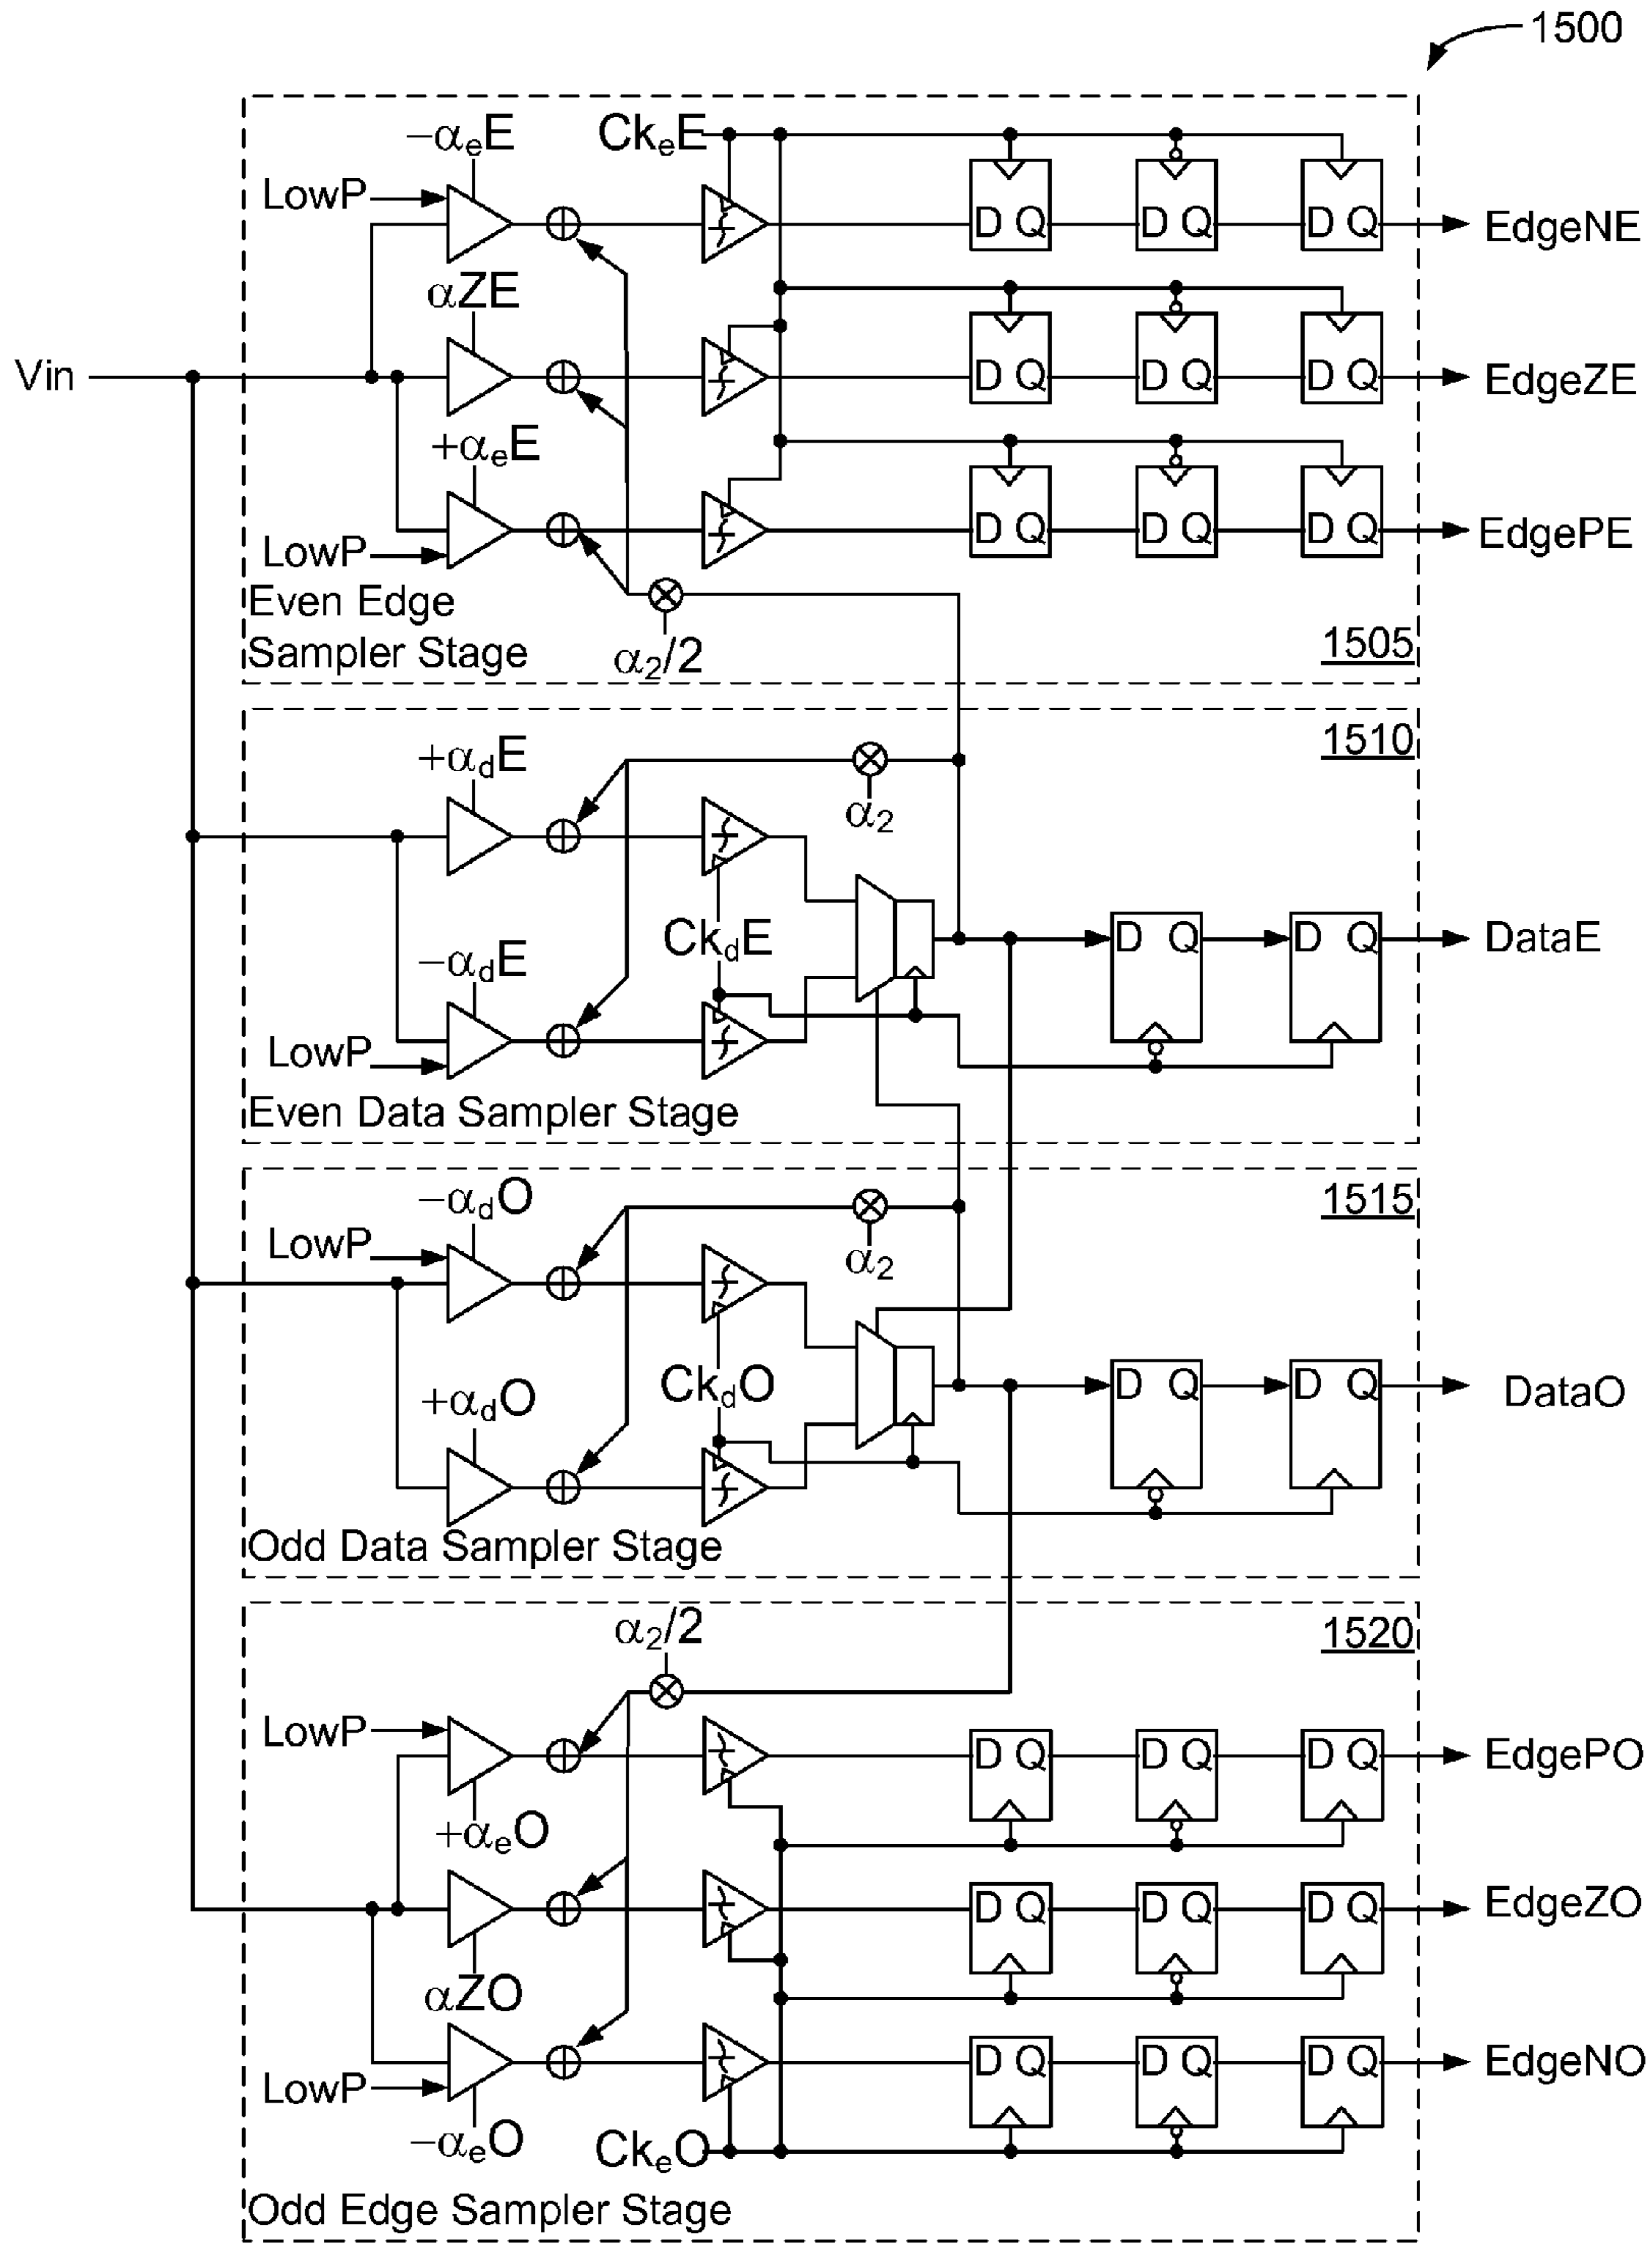 1500
−αeE
CkeE
LowP
D Q D Q D Q
EdgeNE
αZE
Vin
D Q D Q D Q
EdgeZE
+αeE
LowP
D Q D Q D Q
EdgePE
Even Edge
Sampler Stage
α2/2
1505
+αdE
1510
α2
CkdE
D Q D Q
DataE
−αdE
LowP
Even Data Sampler Stage
−αdO
1515
LowP
α2
CkdO
D Q D Q
DataO
+αdO
Odd Data Sampler Stage
α2/2
1520
LowP
D Q D Q D Q
EdgePO
+αeO
D Q D Q D Q
EdgeZO
αZO
LowP
D Q D Q D Q
EdgeNO
−αeO
CkeO
Odd Edge Sampler Stage